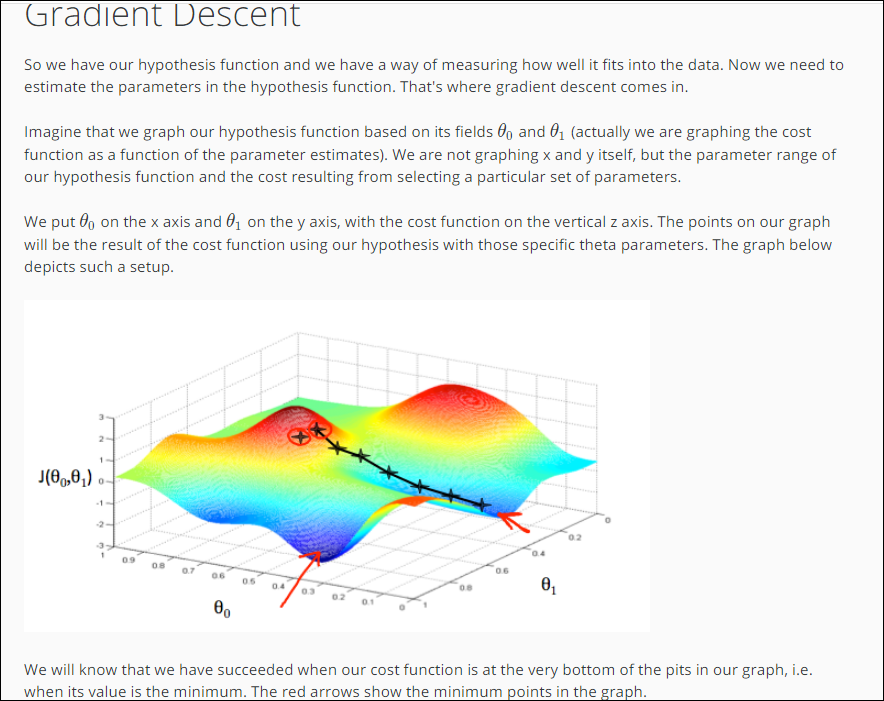 Gradient Descent
So we have our hypothesis function and we have a way of measuring how well it fits into the data. Now we need to
estimate the parameters in the hypothesis function. That's where gradient descent comes in.
Imagine that we graph our hypothesis function based on its fields θ₀ and θ₁ (actually we are graphing the cost
function as a function of the parameter estimates). We are not graphing x and y itself, but the parameter range of
our hypothesis function and the cost resulting from selecting a particular set of parameters.
We put θ₀ on the x axis and θ₁ on the y axis, with the cost function on the vertical z axis. The points on our graph
will be the result of the cost function using our hypothesis with those specific theta parameters. The graph below
depicts such a setup.
3
2
1
J(θ₀,θ₁) 0
-1
-2
-3
1 0.9 0.8 0.7 0.6 0.5 0.4 0.3 0.2 0.1 0
θ₀
1 0.8 0.6 0.4 0.2 0
θ₁
We will know that we have succeeded when our cost function is at the very bottom of the pits in our graph, i.e.
when its value is the minimum. The red arrows show the minimum points in the graph.